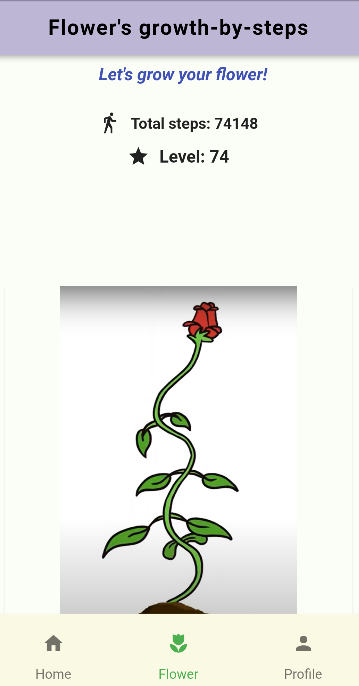 Flower's growth-by-steps
Let's grow your flower!
Total steps: 74148
Level: 74
Home Flower Profile